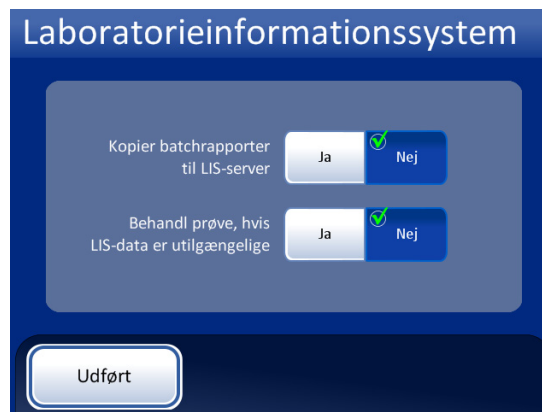 Laboratorieinformationssystem
Kopier batchrapporter
til LIS-server
Ja
Nej
Behandl prøve, hvis
LIS-data er utilgængelige
Ja
Nej
Udført